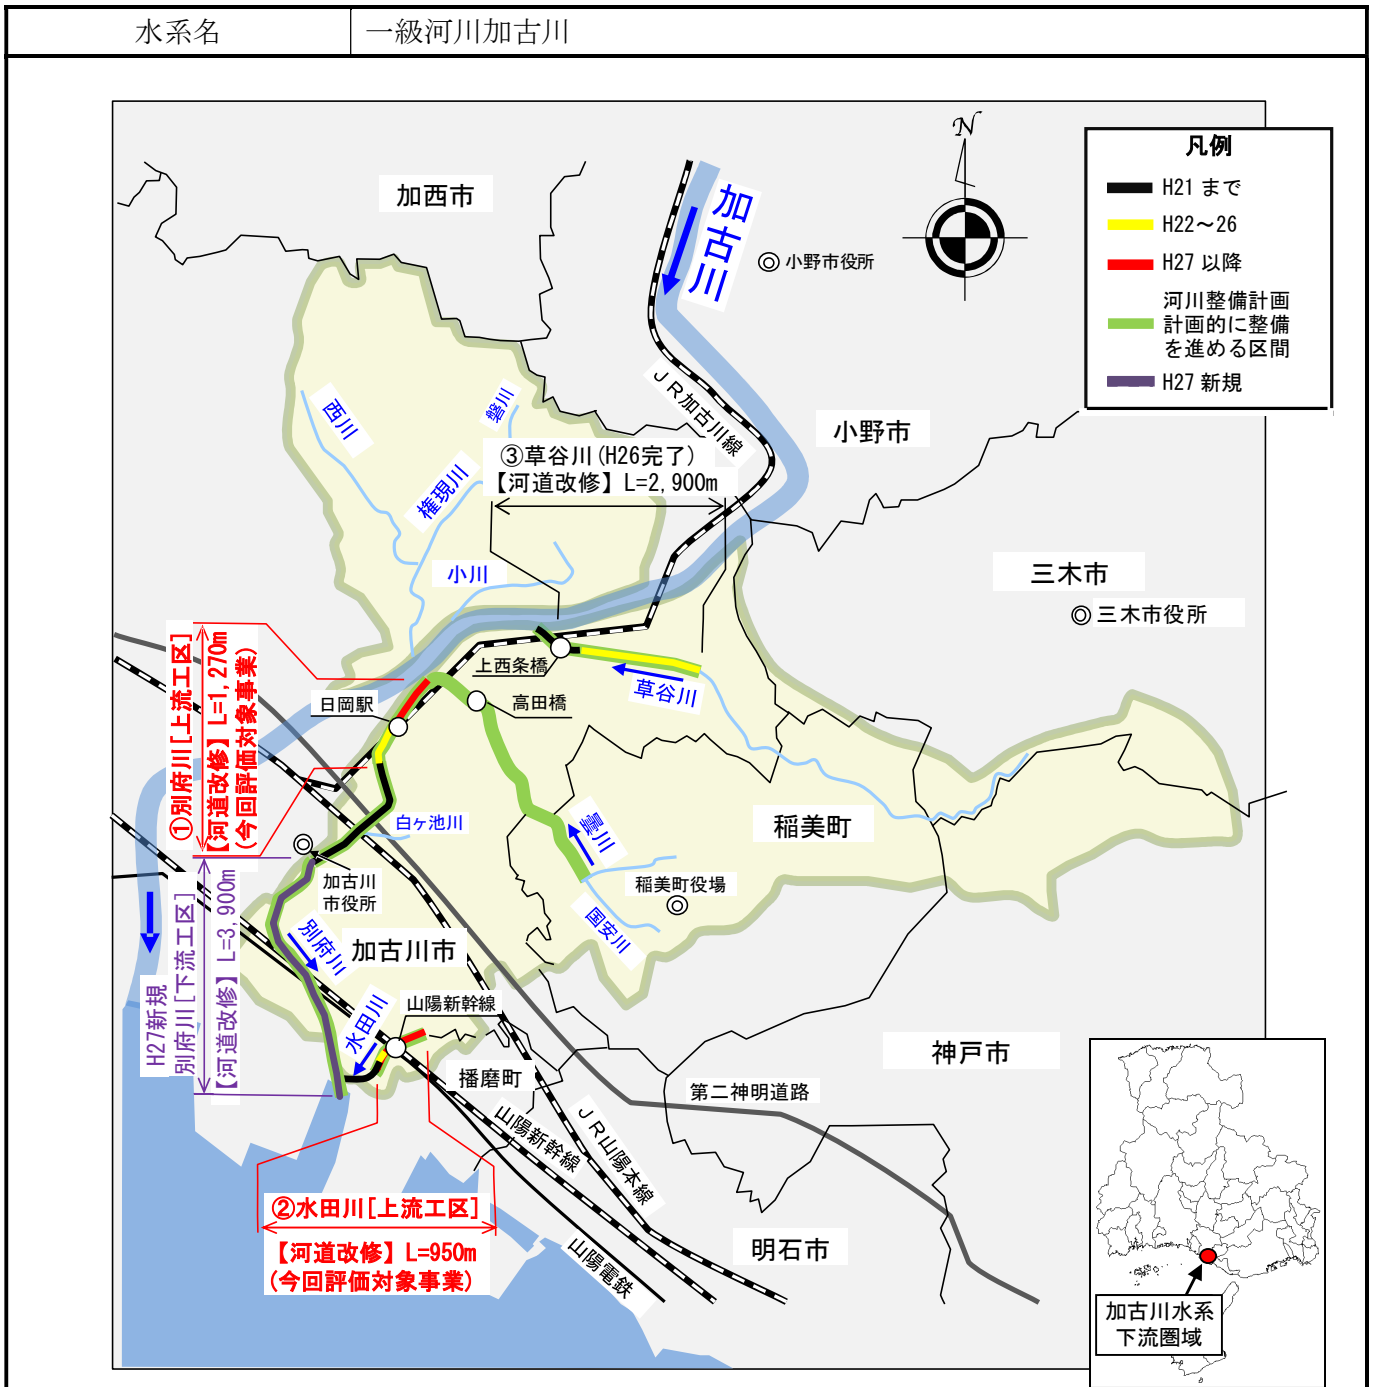 水系名
一級河川加古川
N
凡例
H21 まで
H22～26
H27 以降
河川整備計画
計画的に整備
を進める区間
H27 新規
加西市
加古川
小野市役所
JR加古川線
小野市
西川
磐川
権現川
③草谷川(H26完了)
【河道改修】L=2,900m
小川
三木市
三木市役所
①別府川[上流工区]
【河道改修】L=1,270m
(今回評価対象事業)
上西条橋
草谷川
日岡駅
高田橋
白ヶ池川
曇川
稲美町
加古川
市役所
稲美町役場
国安川
H27新規
別府川[下流工区]
【河道改修】L=3,900m
別府川
加古川市
水田川
山陽新幹線
播磨町
神戸市
第二神明道路
山陽新幹線
JR山陽本線
②水田川[上流工区]
【河道改修】L=950m
(今回評価対象事業)
山陽電鉄
明石市
加古川水系
下流圏域